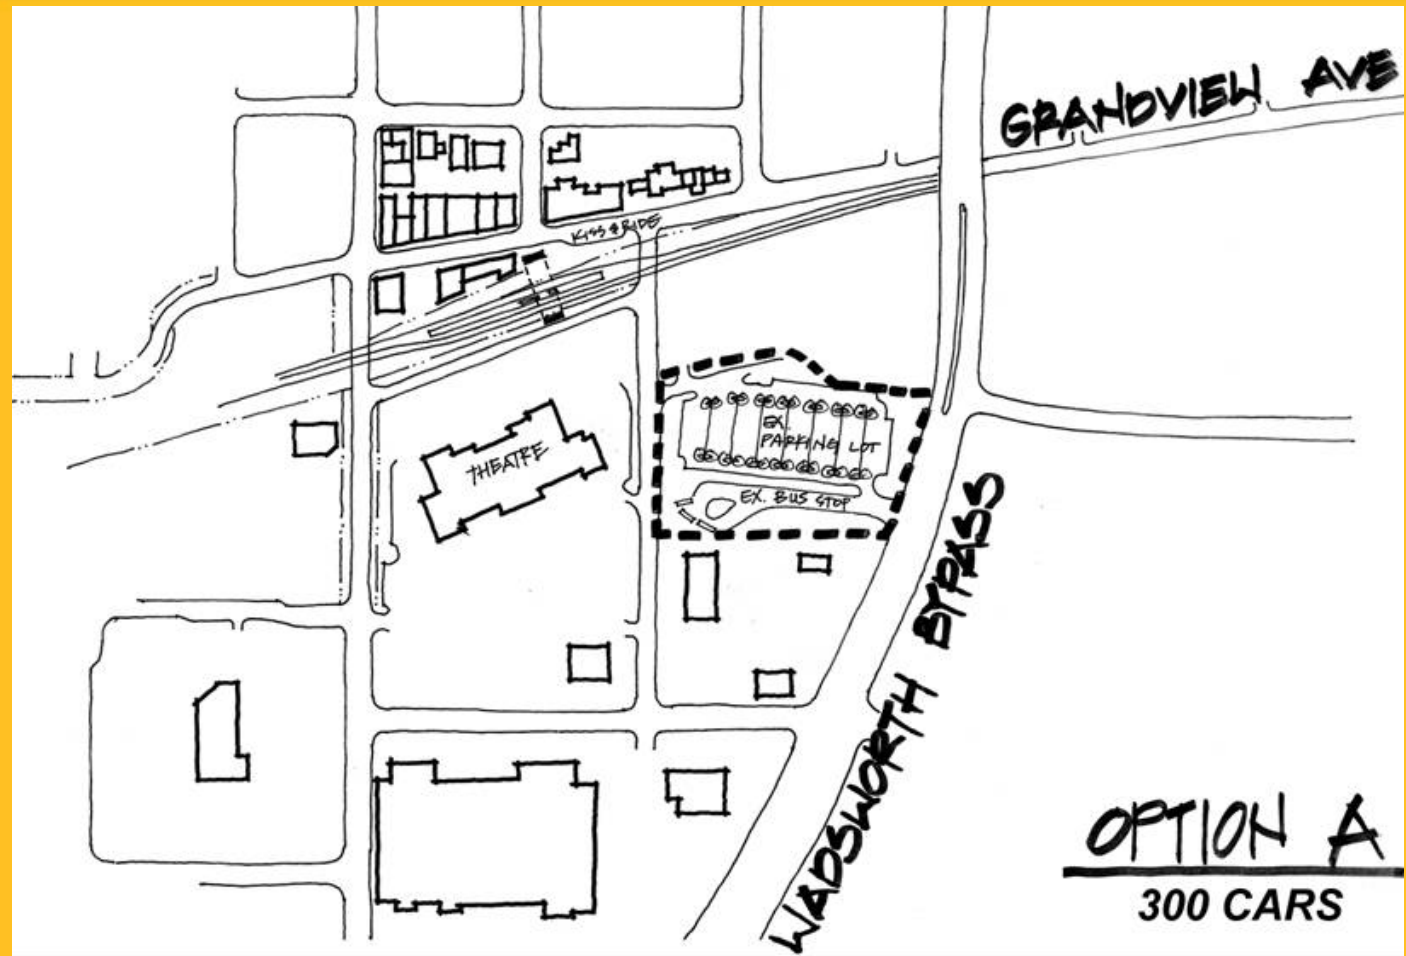 GRANDVIEW AVE
KISS & RIDE
THEATRE
EX.
PARKING LOT
EX. BUS STOP
WADSWORTH BYPASS
OPTION A
300 CARS